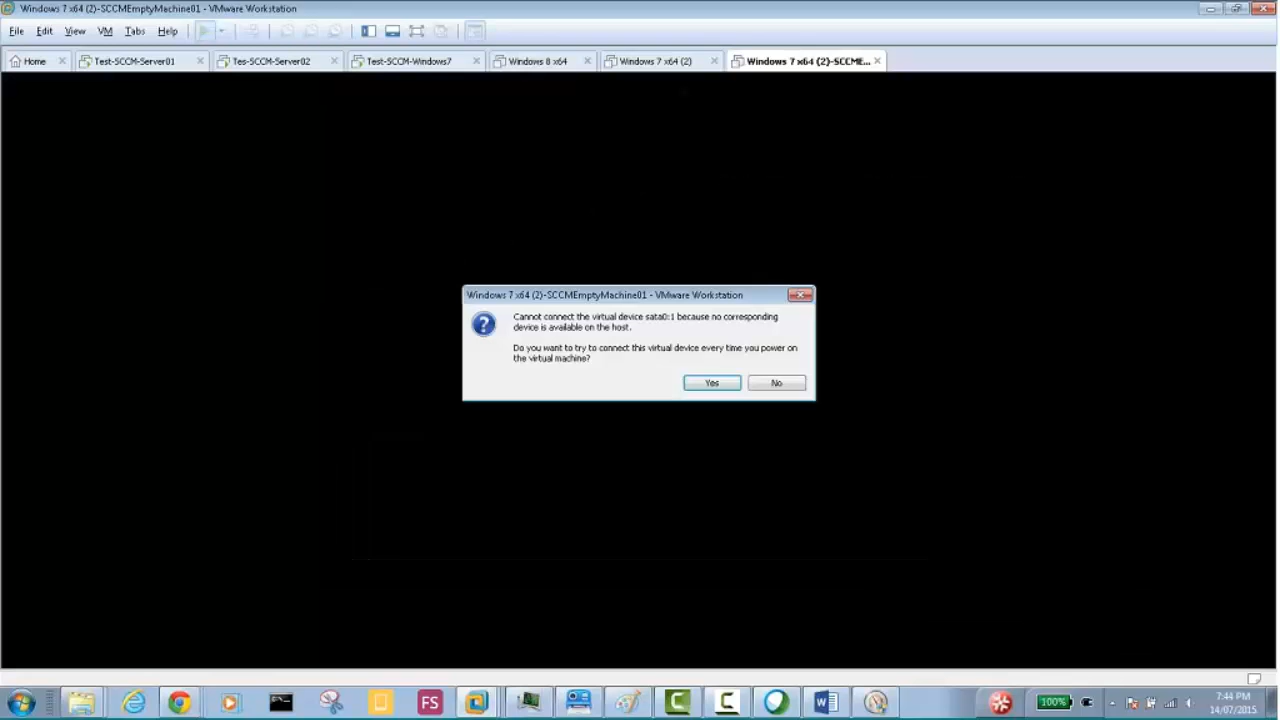 Windows 7 x64 (2)-SCCMEmptyMachine01 - VMware Workstation
File Edit View VM Tabs Help
Home Test-SCCM-Server01 Tes-SCCM-Server02 Test-SCCM-Windows7 Windows 8 x64 Windows 7 x64 (2) Windows 7 x64 (2)-SCCME...
Windows 7 x64 (2)-SCCMEmptyMachine01 - VMware Workstation
Cannot connect the virtual device sata0:1 because no corresponding
device is available on the host.
Do you want to try to connect this virtual device every time you power on
the virtual machine?
Yes No
FS
100%
7:44 PM
14/07/2015